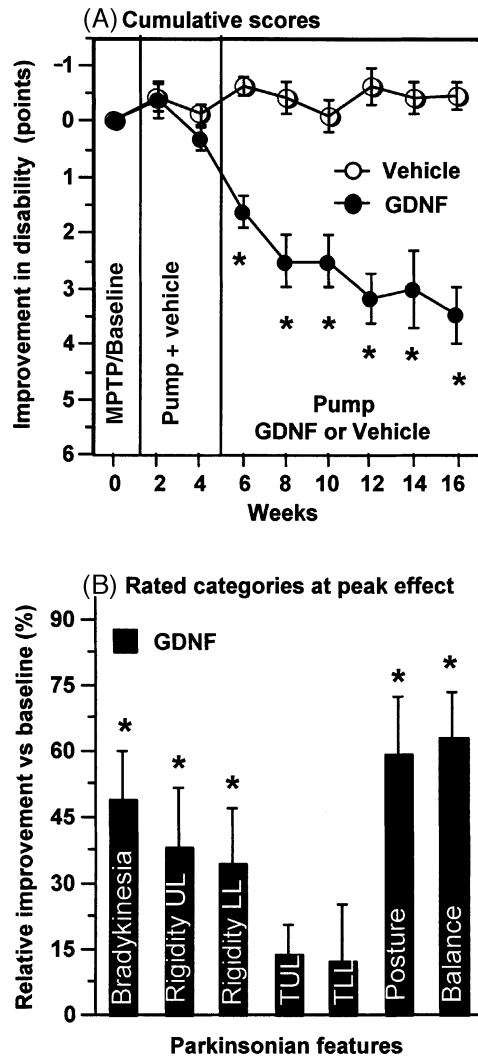 (A) Cumulative scores
Improvement in disability (points)
-1
0
1
2
3
4
5
6
Vehicle
GDNF
* * * * * *
MPTP/Baseline
Pump + vehicle
Pump
GDNF or Vehicle
0 2 4 6 8 10 12 14 16
Weeks
(B) Rated categories at peak effect
Relative improvement vs baseline (%)
90
75
60
45
30
15
0
GDNF
* * * * *
Bradykinesia
Rigidity UL
Rigidity LL
TUL
TLL
Posture
Balance
Parkinsonian features